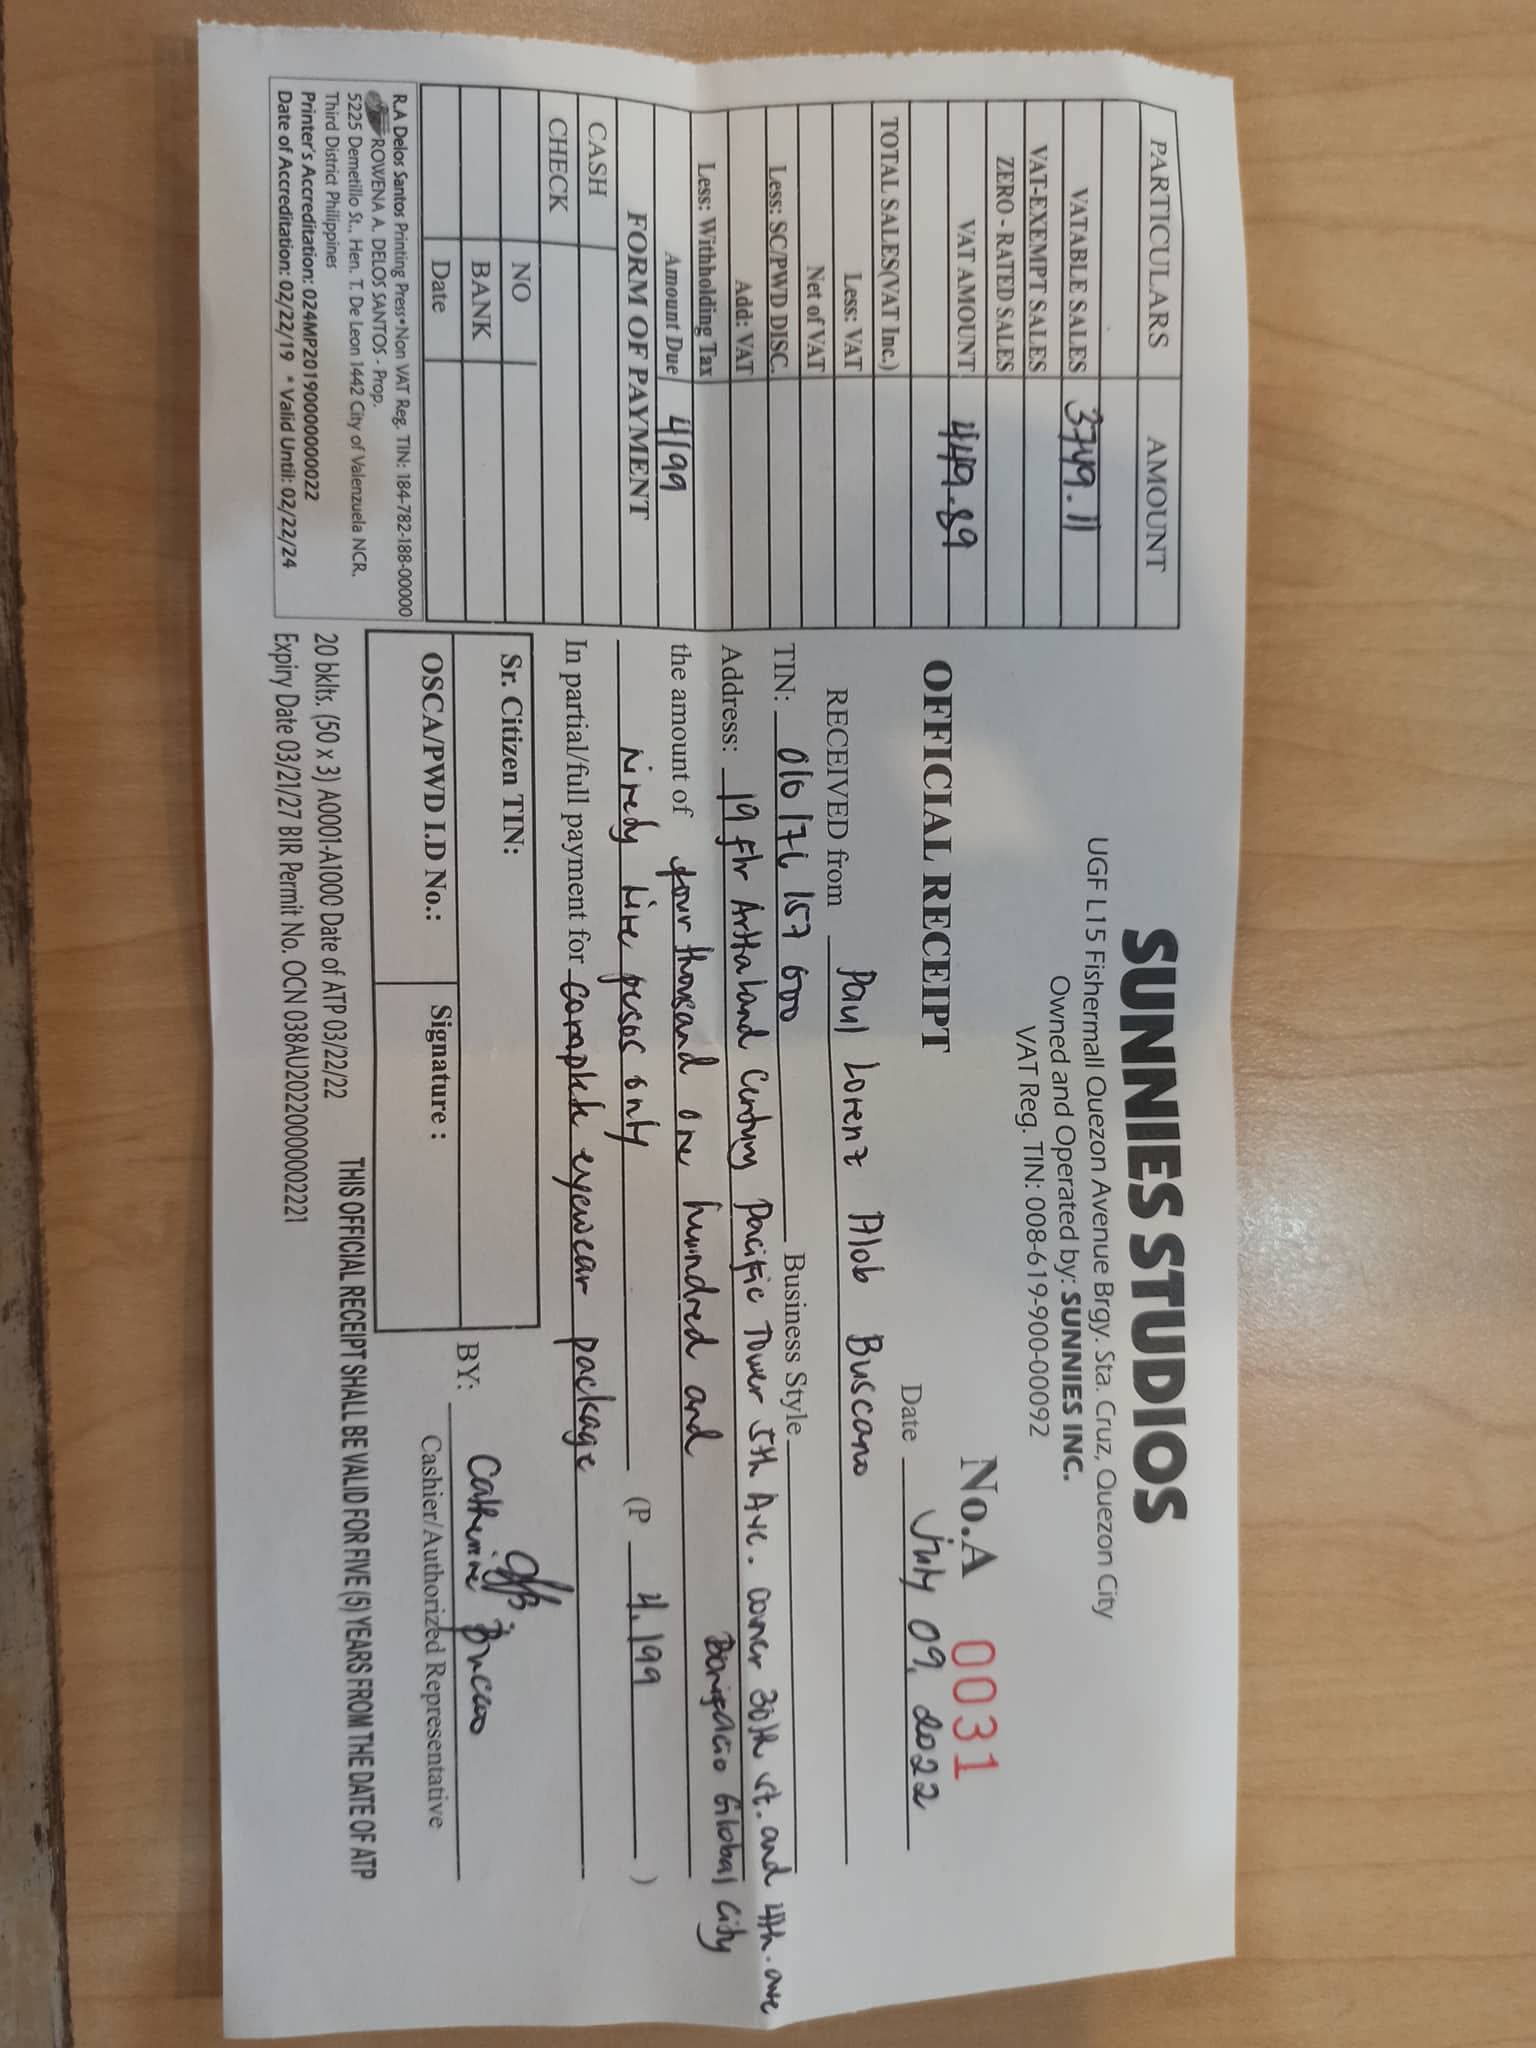 SUNNIES STUDIOS
UGF L15 Fishermall Quezon Avenue Brgy. Sta. Cruz, Quezon City
Owned and Operated by: SUNNIES INC.
VAT Reg. TIN: 008-619-900-00092
No.A 0031
OFFICIAL RECEIPT
Date July 09, 2022
RECEIVED from Paul Lorenz Alob Buscano
TIN: 010 176 157 600 Business Style
Address: 19 flr Arthaland Century Pacific Tower 5th Ave. corner 30th st. and 4th. ave
Bonifacio Global City
the amount of four thousand one hundred and
ninety nine pesos only (P 4,199 )
In partial/full payment for complete eyewear package
Sr. Citizen TIN:
OSCA/PWD I.D No.:
Signature :
BY: Catherine
Cashier/Authorized Representative
20 bklts. (50 x 3) A0001-A1000 Date of ATP 03/22/22
Expiry Date 03/21/27 BIR Permit No. OCN 038AU20220000002221
THIS OFFICIAL RECEIPT SHALL BE VALID FOR FIVE (5) YEARS FROM THE DATE OF ATP
PARTICULARS AMOUNT
VATABLE SALES 3749.11
VAT-EXEMPT SALES
ZERO - RATED SALES
VAT AMOUNT 449.89
TOTAL SALES(VAT Inc.)
Less: VAT
Net of VAT
Less: SC/PWD DISC.
Add: VAT
Less: Withholding Tax
Amount Due 4199
FORM OF PAYMENT
CASH
CHECK
NO
BANK
Date
R.A Delos Santos Printing Press*Non VAT Reg. TIN: 184-782-188-00000
ROWENA A. DELOS SANTOS - Prop.
5225 Demetillo St., Hen. T. De Leon 1442 City of Valenzuela NCR,
Third District Philippines
Printer's Accreditation: 024MP20190000000022
Date of Accreditation: 02/22/19 * Valid Until: 02/22/24